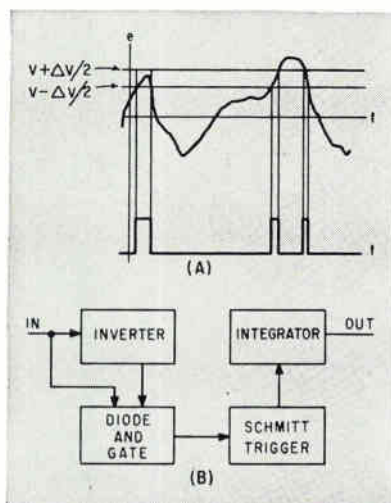 e
V+ΔV/2
V−ΔV/2
t
t
(A)
IN
INVERTER
INTEGRATOR
OUT
DIODE
AND
GATE
SCHMITT
TRIGGER
(B)